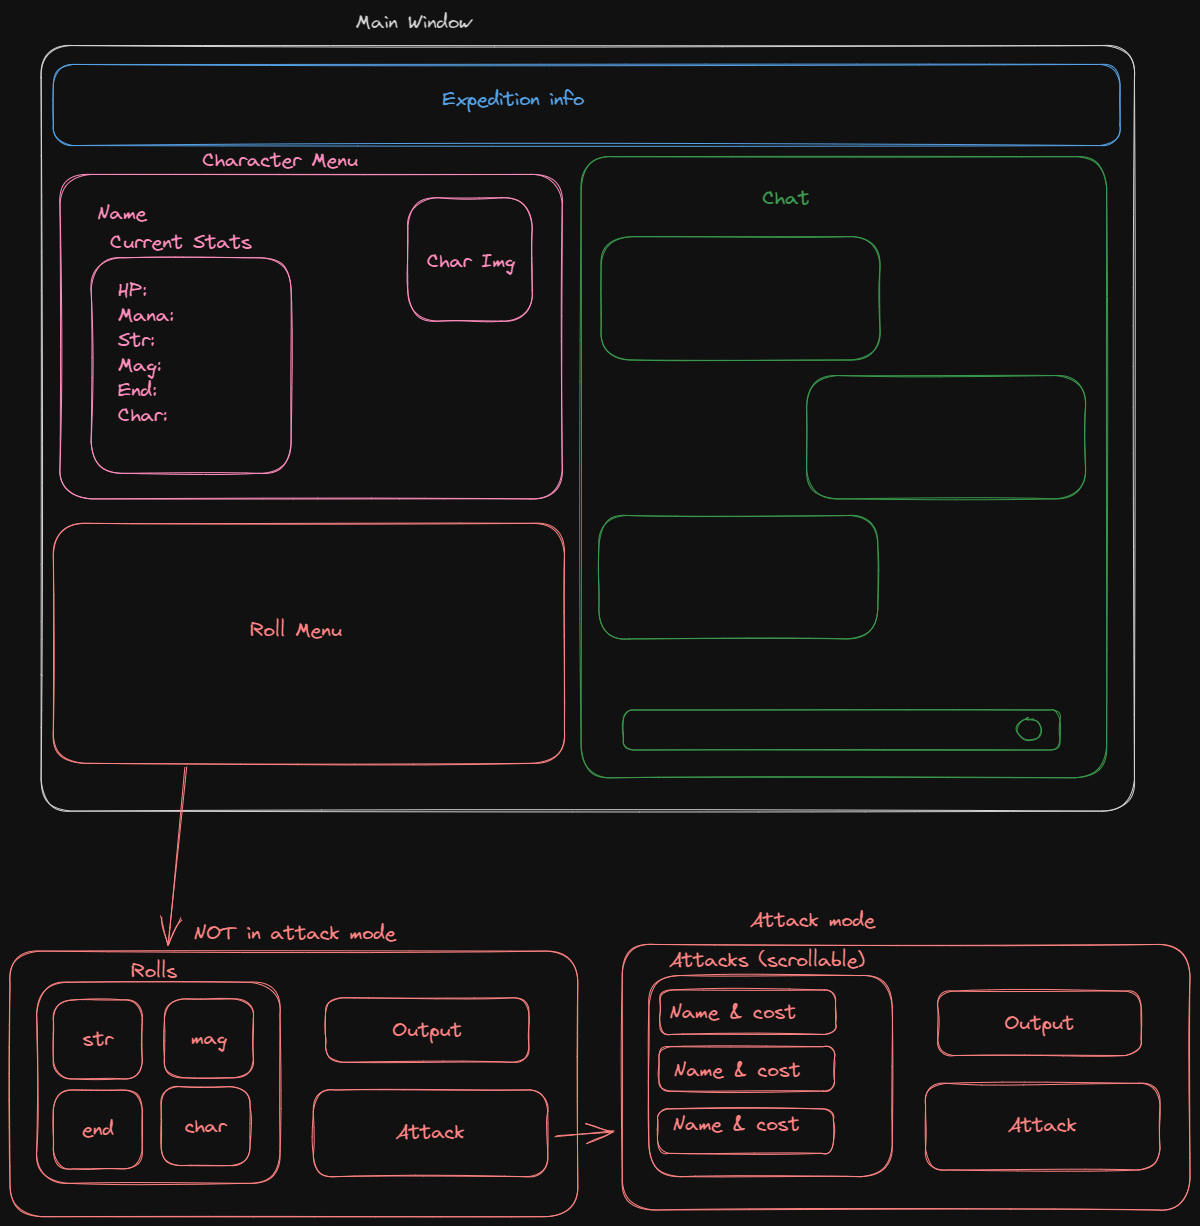 Main Window
Expedition info
Character Menu
Name
Current Stats
HP:
Mana:
Str:
Mag:
End:
Char:
Char Img
Chat
Roll Menu
NOT in attack mode
Rolls
str
mag
end
char
Output
Attack
Attack mode
Attacks (scrollable)
Name & cost
Name & cost
Name & cost
Output
Attack